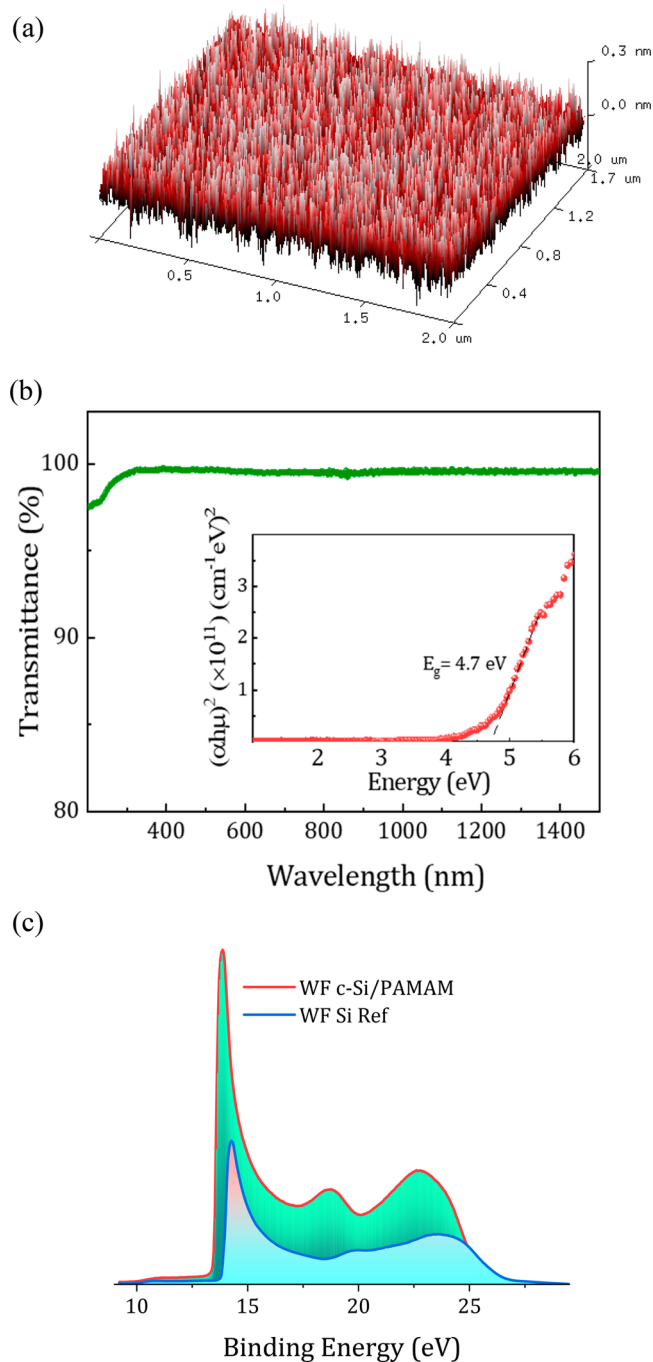 (a)
0.3 nm
0.0 nm
2.0 um
1.7 um
1.2
0.8
0.4
0.5
1.0
1.5
2.0 um
(b)
Transmittance (%)
100
90
80
400 600 800 1000 1200 1400
Wavelength (nm)
(αhμ)² (×10¹¹) (cm⁻¹eV)²
3
2
1
E_g= 4.7 eV
2 3 4 5 6
Energy (eV)
(c)
WF c-Si/PAMAM
WF Si Ref
10 15 20 25
Binding Energy (eV)